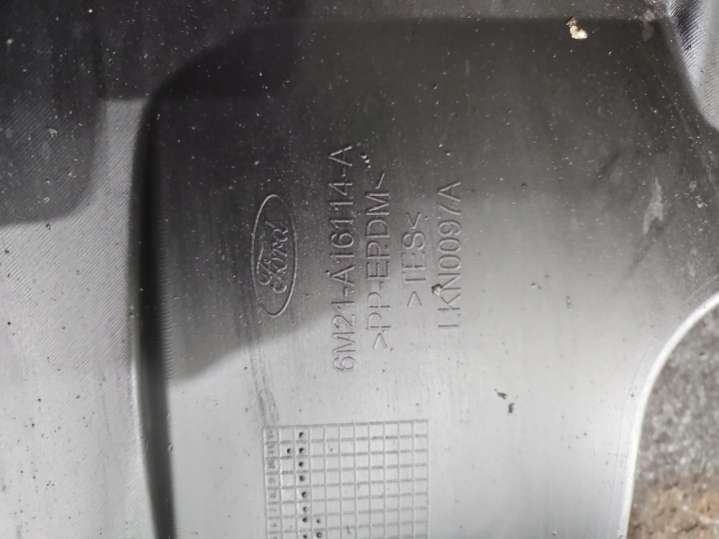 Ford
6M21-A16114-A
>PP-EPDM<
>TES<
LKN0097A